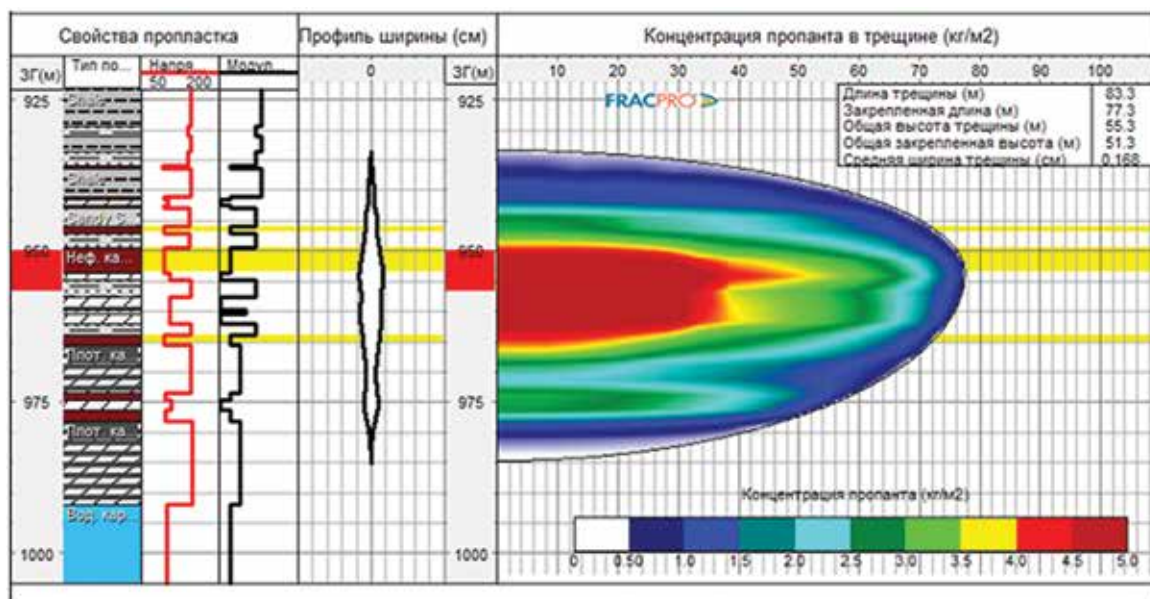 Свойства пропластка
Профиль ширины (см)
Концентрация пропанта в трещине (кг/м2)
ЗГ(м)
Тип по...
Напря...
50 200
Модул...
0
ЗГ(м)
10 20 30 40 50 60 70 80 90 100
925
950
975
1000
Shale
Shale
Sandy S...
Неф. ка...
Плот. ка...
Плот. ка...
Вод. кар...
925
950
975
1000
FRACPRO
Длина трещины (м) 83.3
Закрепленная длина (м) 77.3
Общая высота трещины (м) 55.3
Общая закрепленная высота (м) 51.3
Средняя ширина трещины (см) 0.168
Концентрация пропанта (кг/м2)
0 0.50 1.0 1.5 2.0 2.5 3.0 3.5 4.0 4.5 5.0